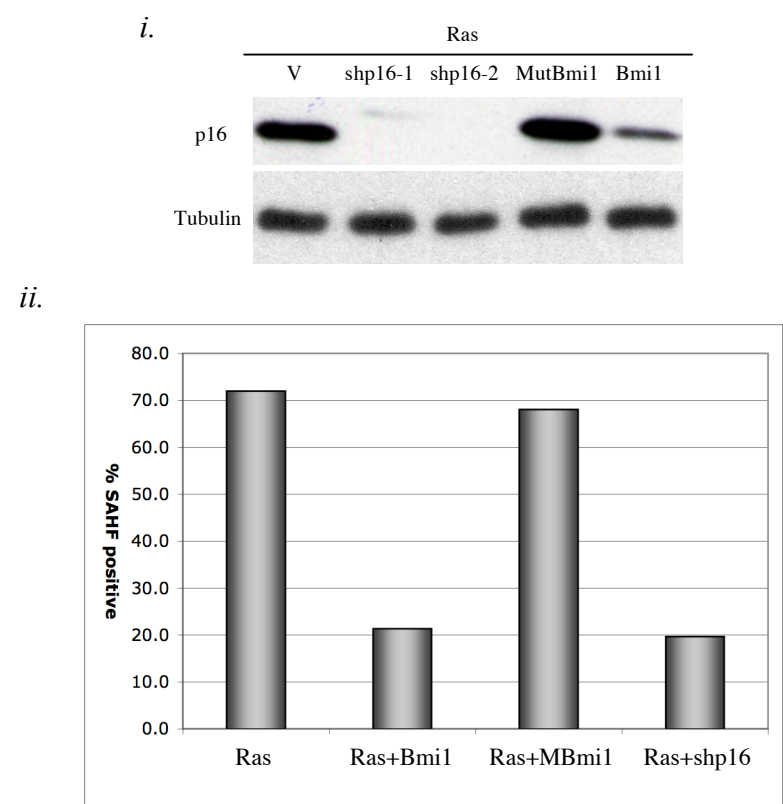 i.
Ras
V shp16-1 shp16-2 MutBmi1 Bmi1
p16
Tubulin
ii.
80.0
70.0
60.0
50.0
40.0
30.0
20.0
10.0
0.0
% SAHF positive
Ras Ras+Bmi1 Ras+MBmi1 Ras+shp16